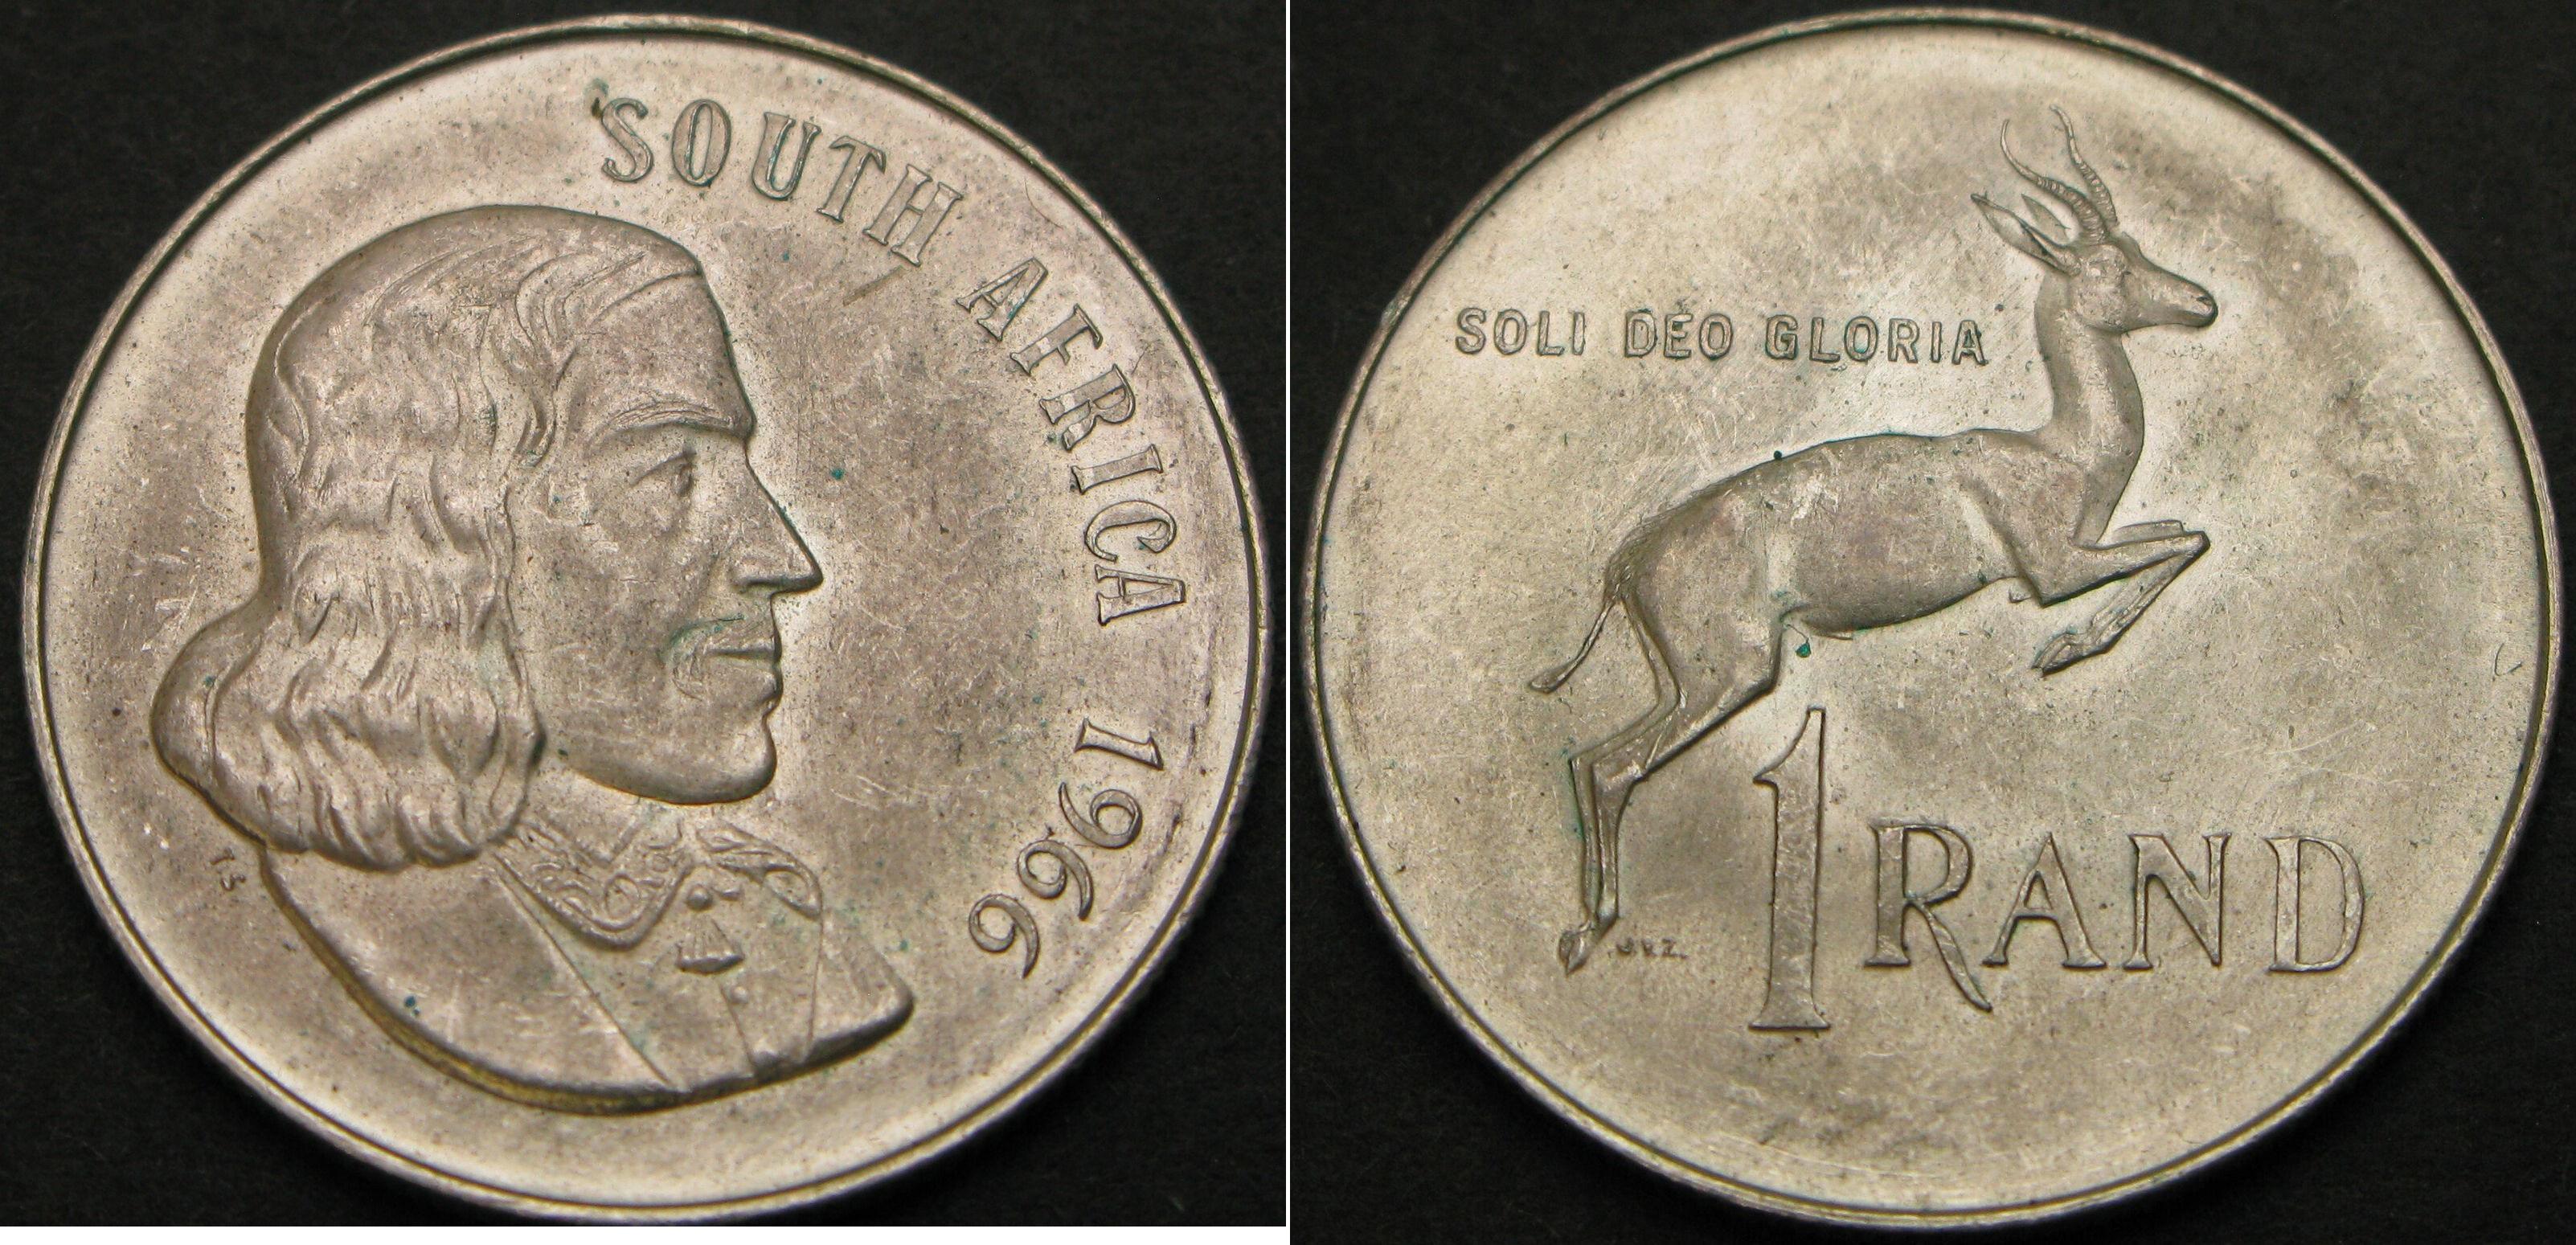 SOUTH AFRICA 1966
T.S
SOLI DEO GLORIA
1 RAND
J.V.Z.